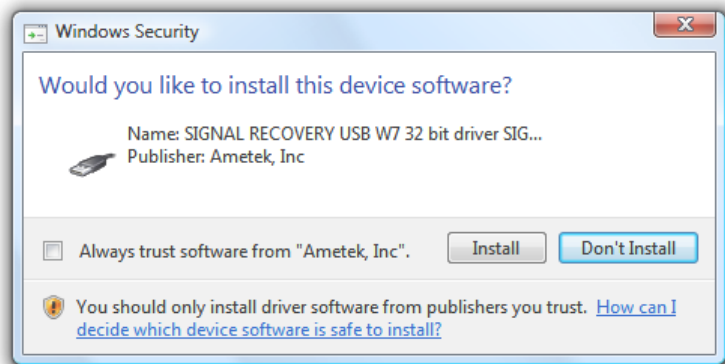 Windows Security
Would you like to install this device software?
Name: SIGNAL RECOVERY USB W7 32 bit driver SIG...
Publisher: Ametek, Inc
Always trust software from "Ametek, Inc".
Install
Don't Install
You should only install driver software from publishers you trust. How can I
decide which device software is safe to install?